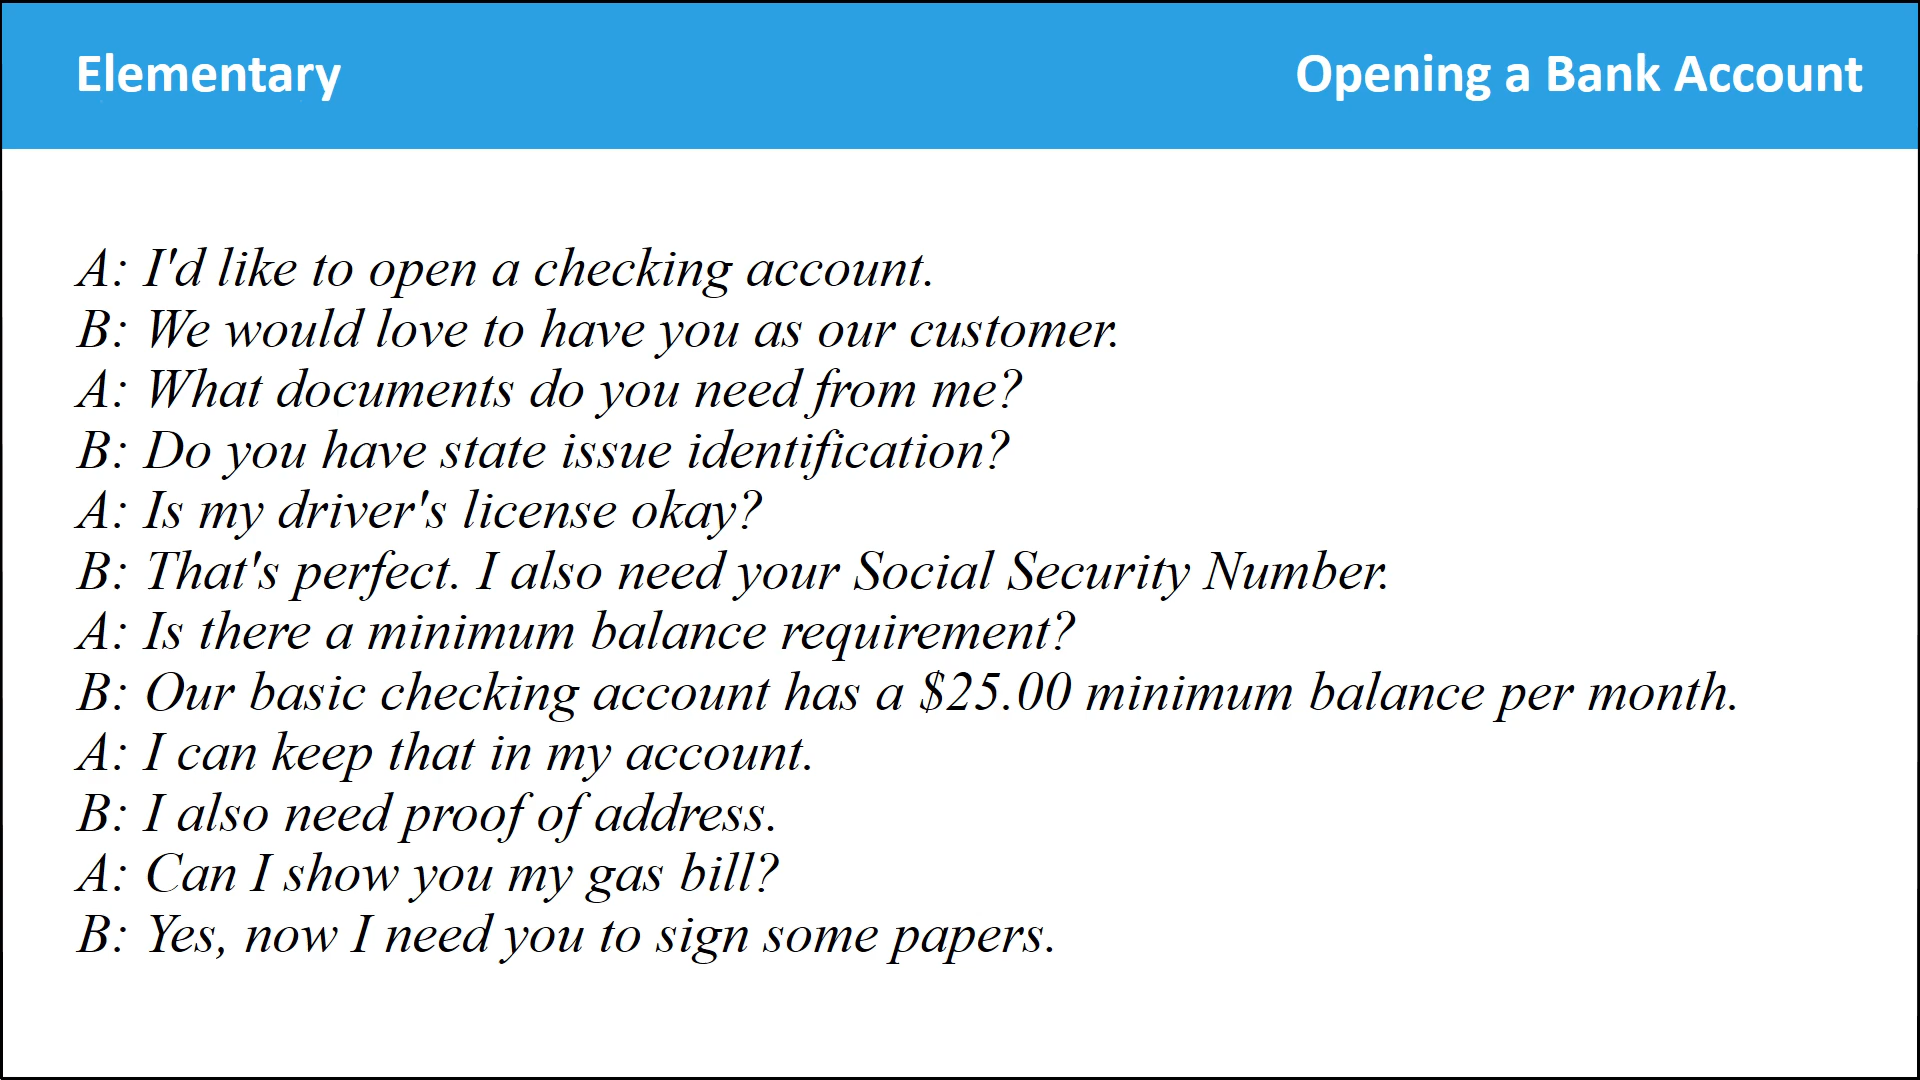 Elementary
Opening a Bank Account
A: I'd like to open a checking account.
B: We would love to have you as our customer.
A: What documents do you need from me?
B: Do you have state issue identification?
A: Is my driver's license okay?
B: That's perfect. I also need your Social Security Number.
A: Is there a minimum balance requirement?
B: Our basic checking account has a $25.00 minimum balance per month.
A: I can keep that in my account.
B: I also need proof of address.
A: Can I show you my gas bill?
B: Yes, now I need you to sign some papers.